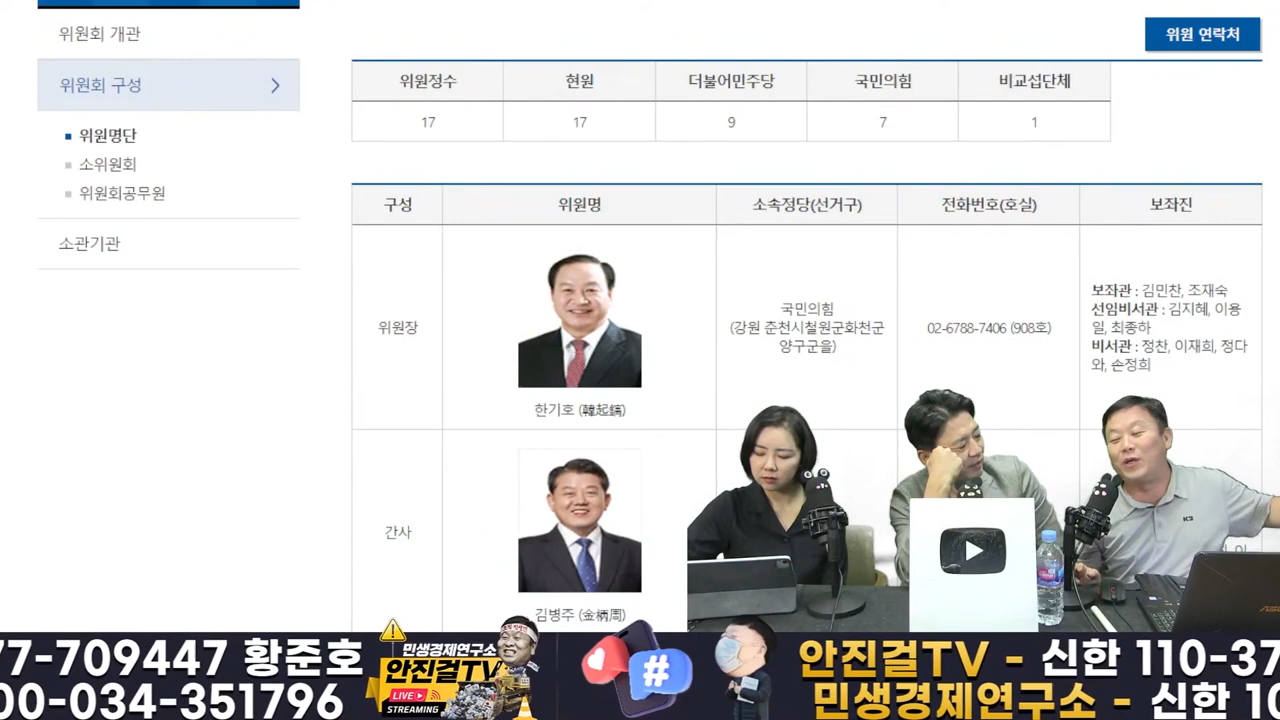 위원회 개관
위원회 구성
위원명단
소위원회
위원회공무원
소관기관
위원 연락처
위원정수 현원 더불어민주당 국민의힘 비교섭단체
17 17 9 7 1
구성 위원명 소속정당(선거구) 전화번호(호실) 보좌진
위원장
한기호 (韓起鎬)
국민의힘
(강원 춘천시철원군화천군
양구군을)
02-6788-7406 (908호)
보좌관 : 김민찬, 조재숙
선임비서관 : 김지혜, 이용
일, 최종하
비서관 : 정찬, 이재희, 정다
와, 손정희
간사
김병주 (金柄周)
K2
77-709447 황준호
00-034-351796
민생경제연구소
안진걸TV
LIVE
STREAMING
#
안진걸TV - 신한 110-37
민생경제연구소 - 신한 10